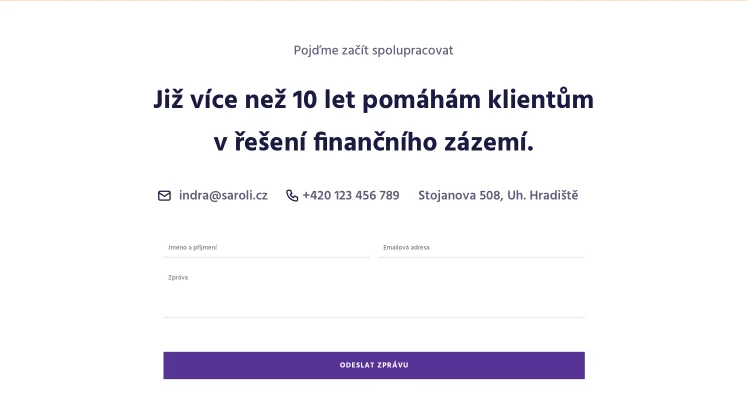 Pojďme začít spolupracovat
Již více než 10 let pomáhám klientům
v řešení finančního zázemí.
indra@saroli.cz +420 123 456 789 Stojanova 508, Uh. Hradiště
Jméno a příjmení Emailová adresa
Zpráva
ODESLAT ZPRÁVU